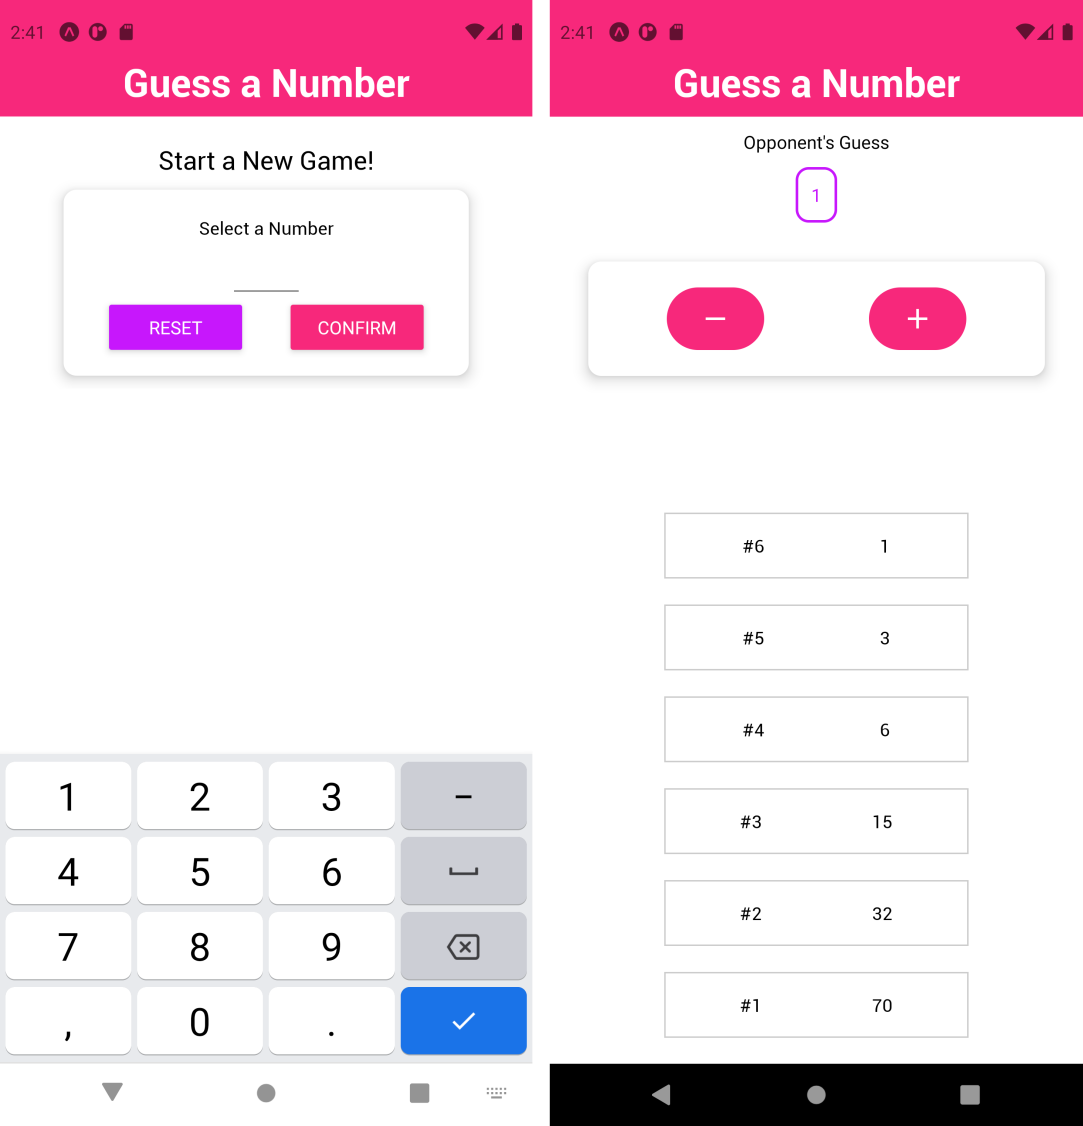 2:41
Guess a Number
Start a New Game!
Select a Number
RESET CONFIRM
1 2 3 –
4 5 6
7 8 9
, 0 .
2:41
Guess a Number
Opponent's Guess
1
− +
#6 1
#5 3
#4 6
#3 15
#2 32
#1 70